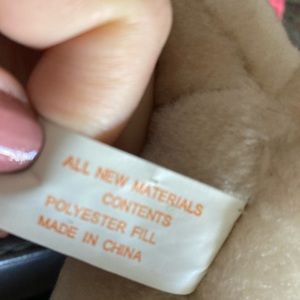 ALL NEW MATERIALS
CONTENTS
POLYESTER FILL
MADE IN CHINA